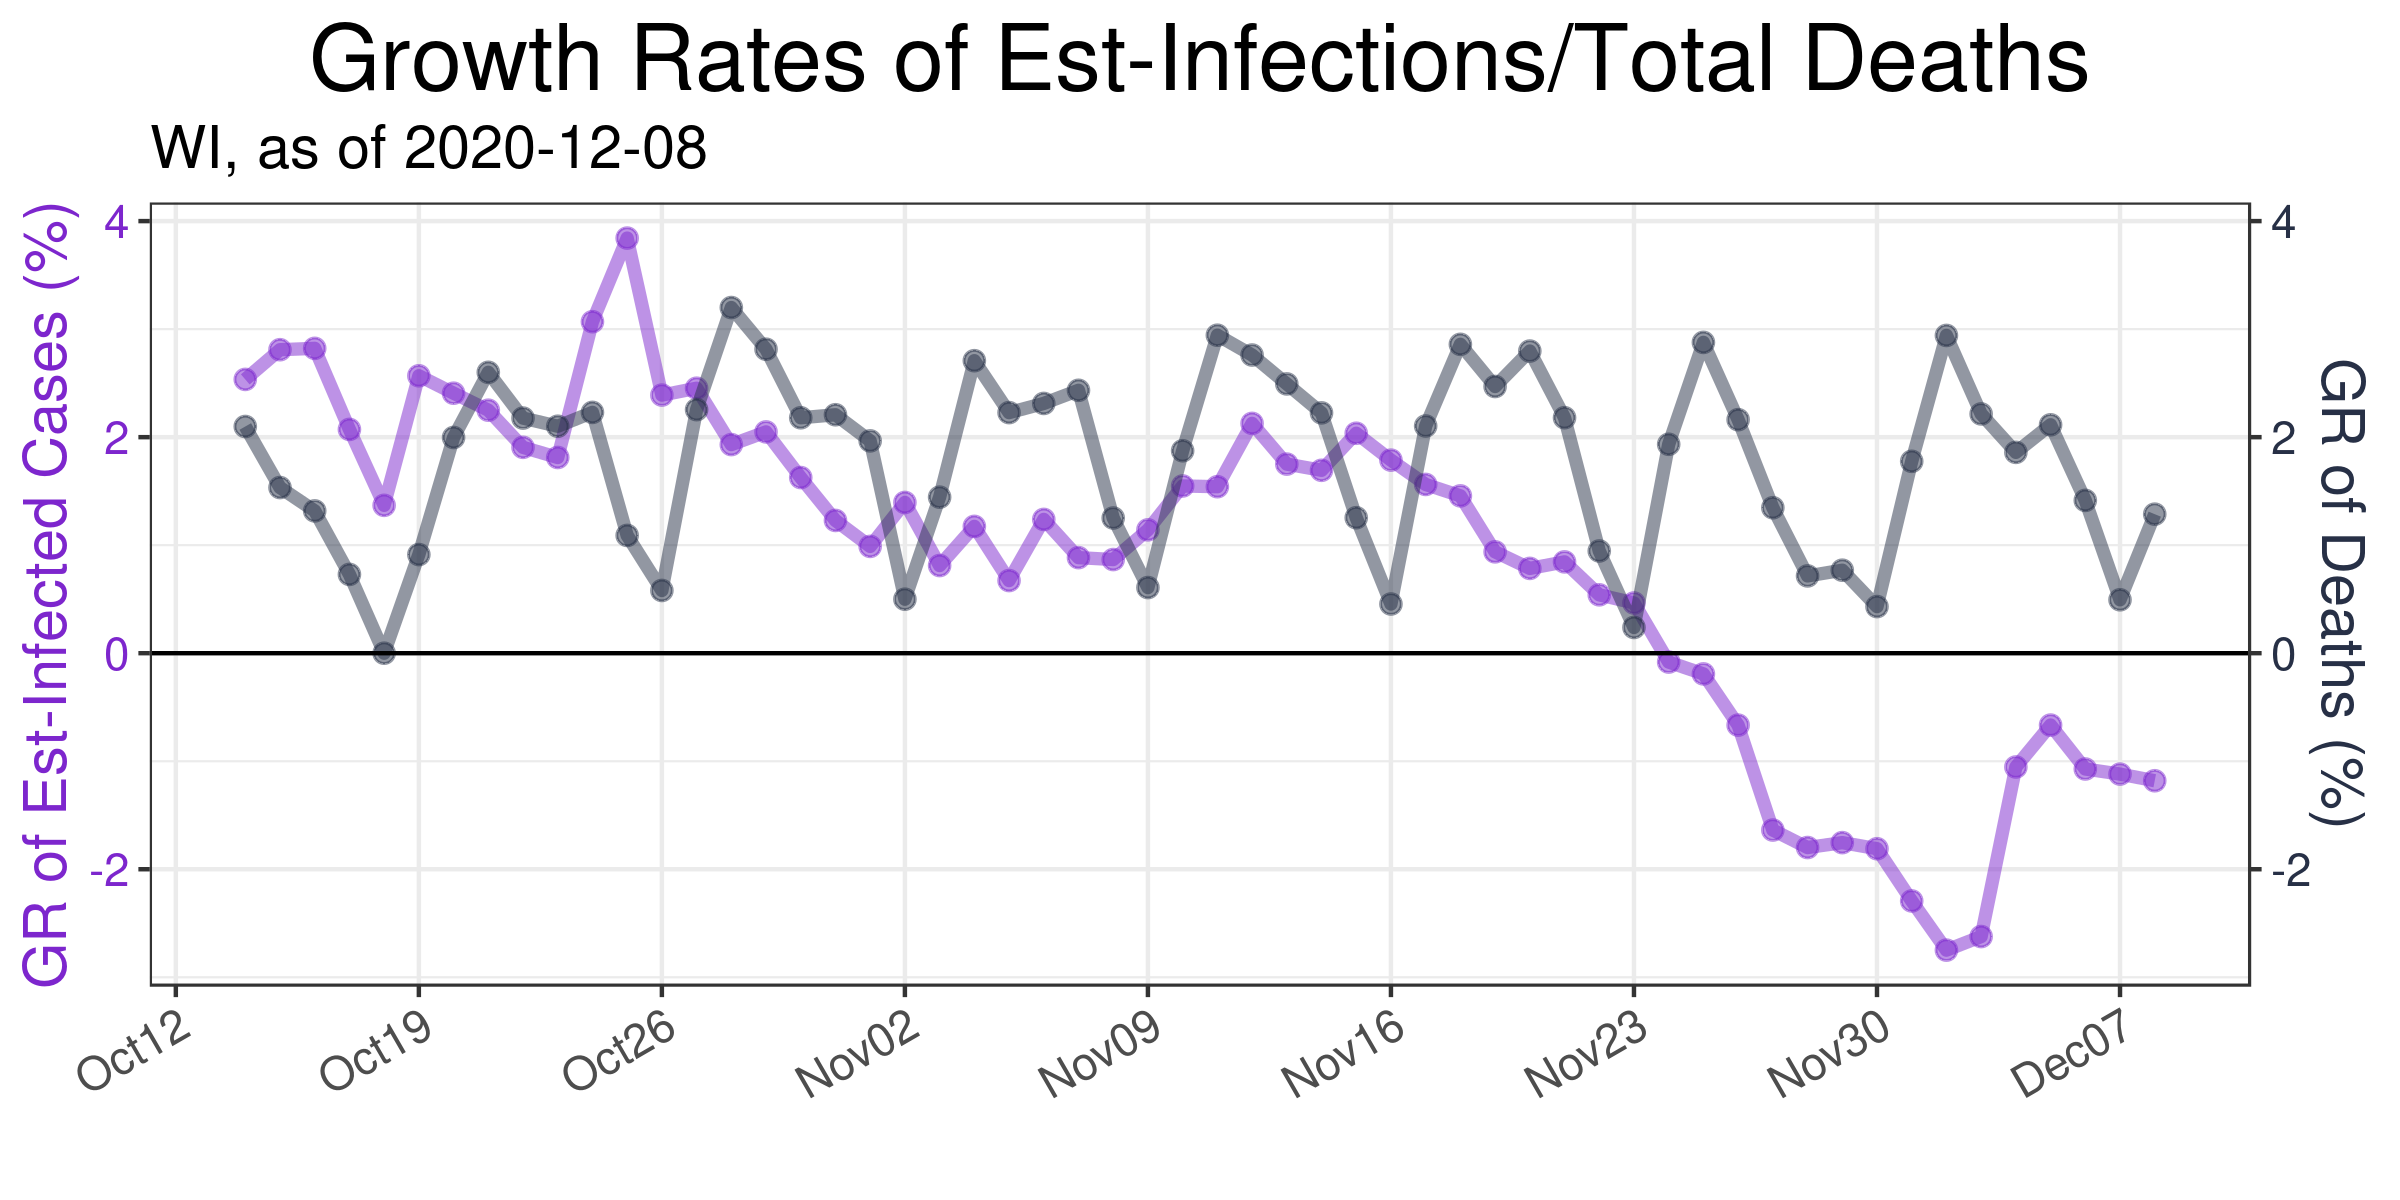 Growth Rates of Est-Infections/Total Deaths
WI, as of 2020-12-08
GR of Est-Infected Cases (%)
4
2
0
-2
4
2
0
-2
GR of Deaths (%)
Oct12
Oct19
Oct26
Nov02
Nov09
Nov16
Nov23
Nov30
Dec07